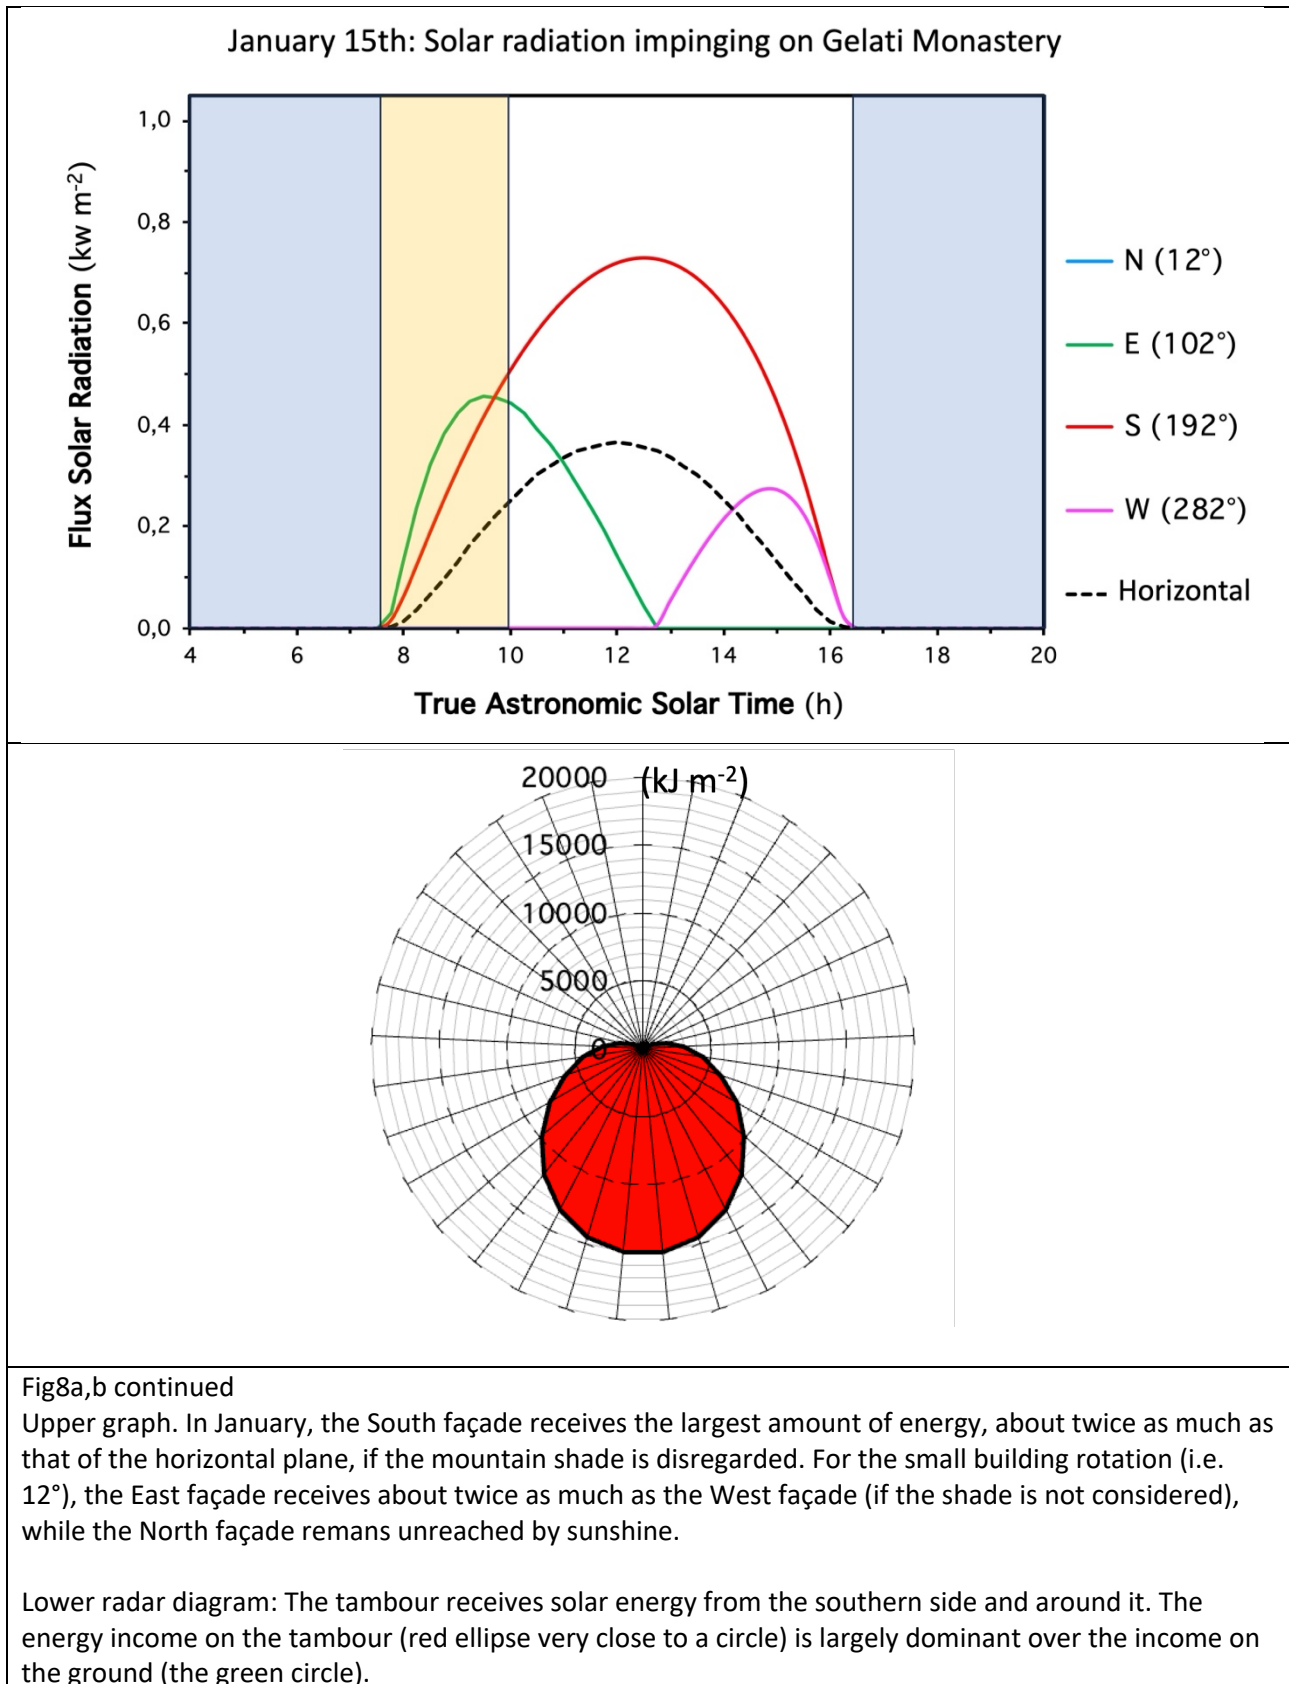 January 15th: Solar radiation impinging on Gelati Monastery
Flux Solar Radiation (kw m-2)
1,0
0,8
0,6
0,4
0,2
0,0
4 6 8 10 12 14 16 18 20
True Astronomic Solar Time (h)
N (12°)
E (102°)
S (192°)
W (282°)
Horizontal
20000 (kJ m-2)
15000
10000
5000
0
Fig8a,b continued
Upper graph. In January, the South façade receives the largest amount of energy, about twice as much as
that of the horizontal plane, if the mountain shade is disregarded. For the small building rotation (i.e.
12°), the East façade receives about twice as much as the West façade (if the shade is not considered),
while the North façade remans unreached by sunshine.
Lower radar diagram: The tambour receives solar energy from the southern side and around it. The
energy income on the tambour (red ellipse very close to a circle) is largely dominant over the income on
the ground (the green circle).